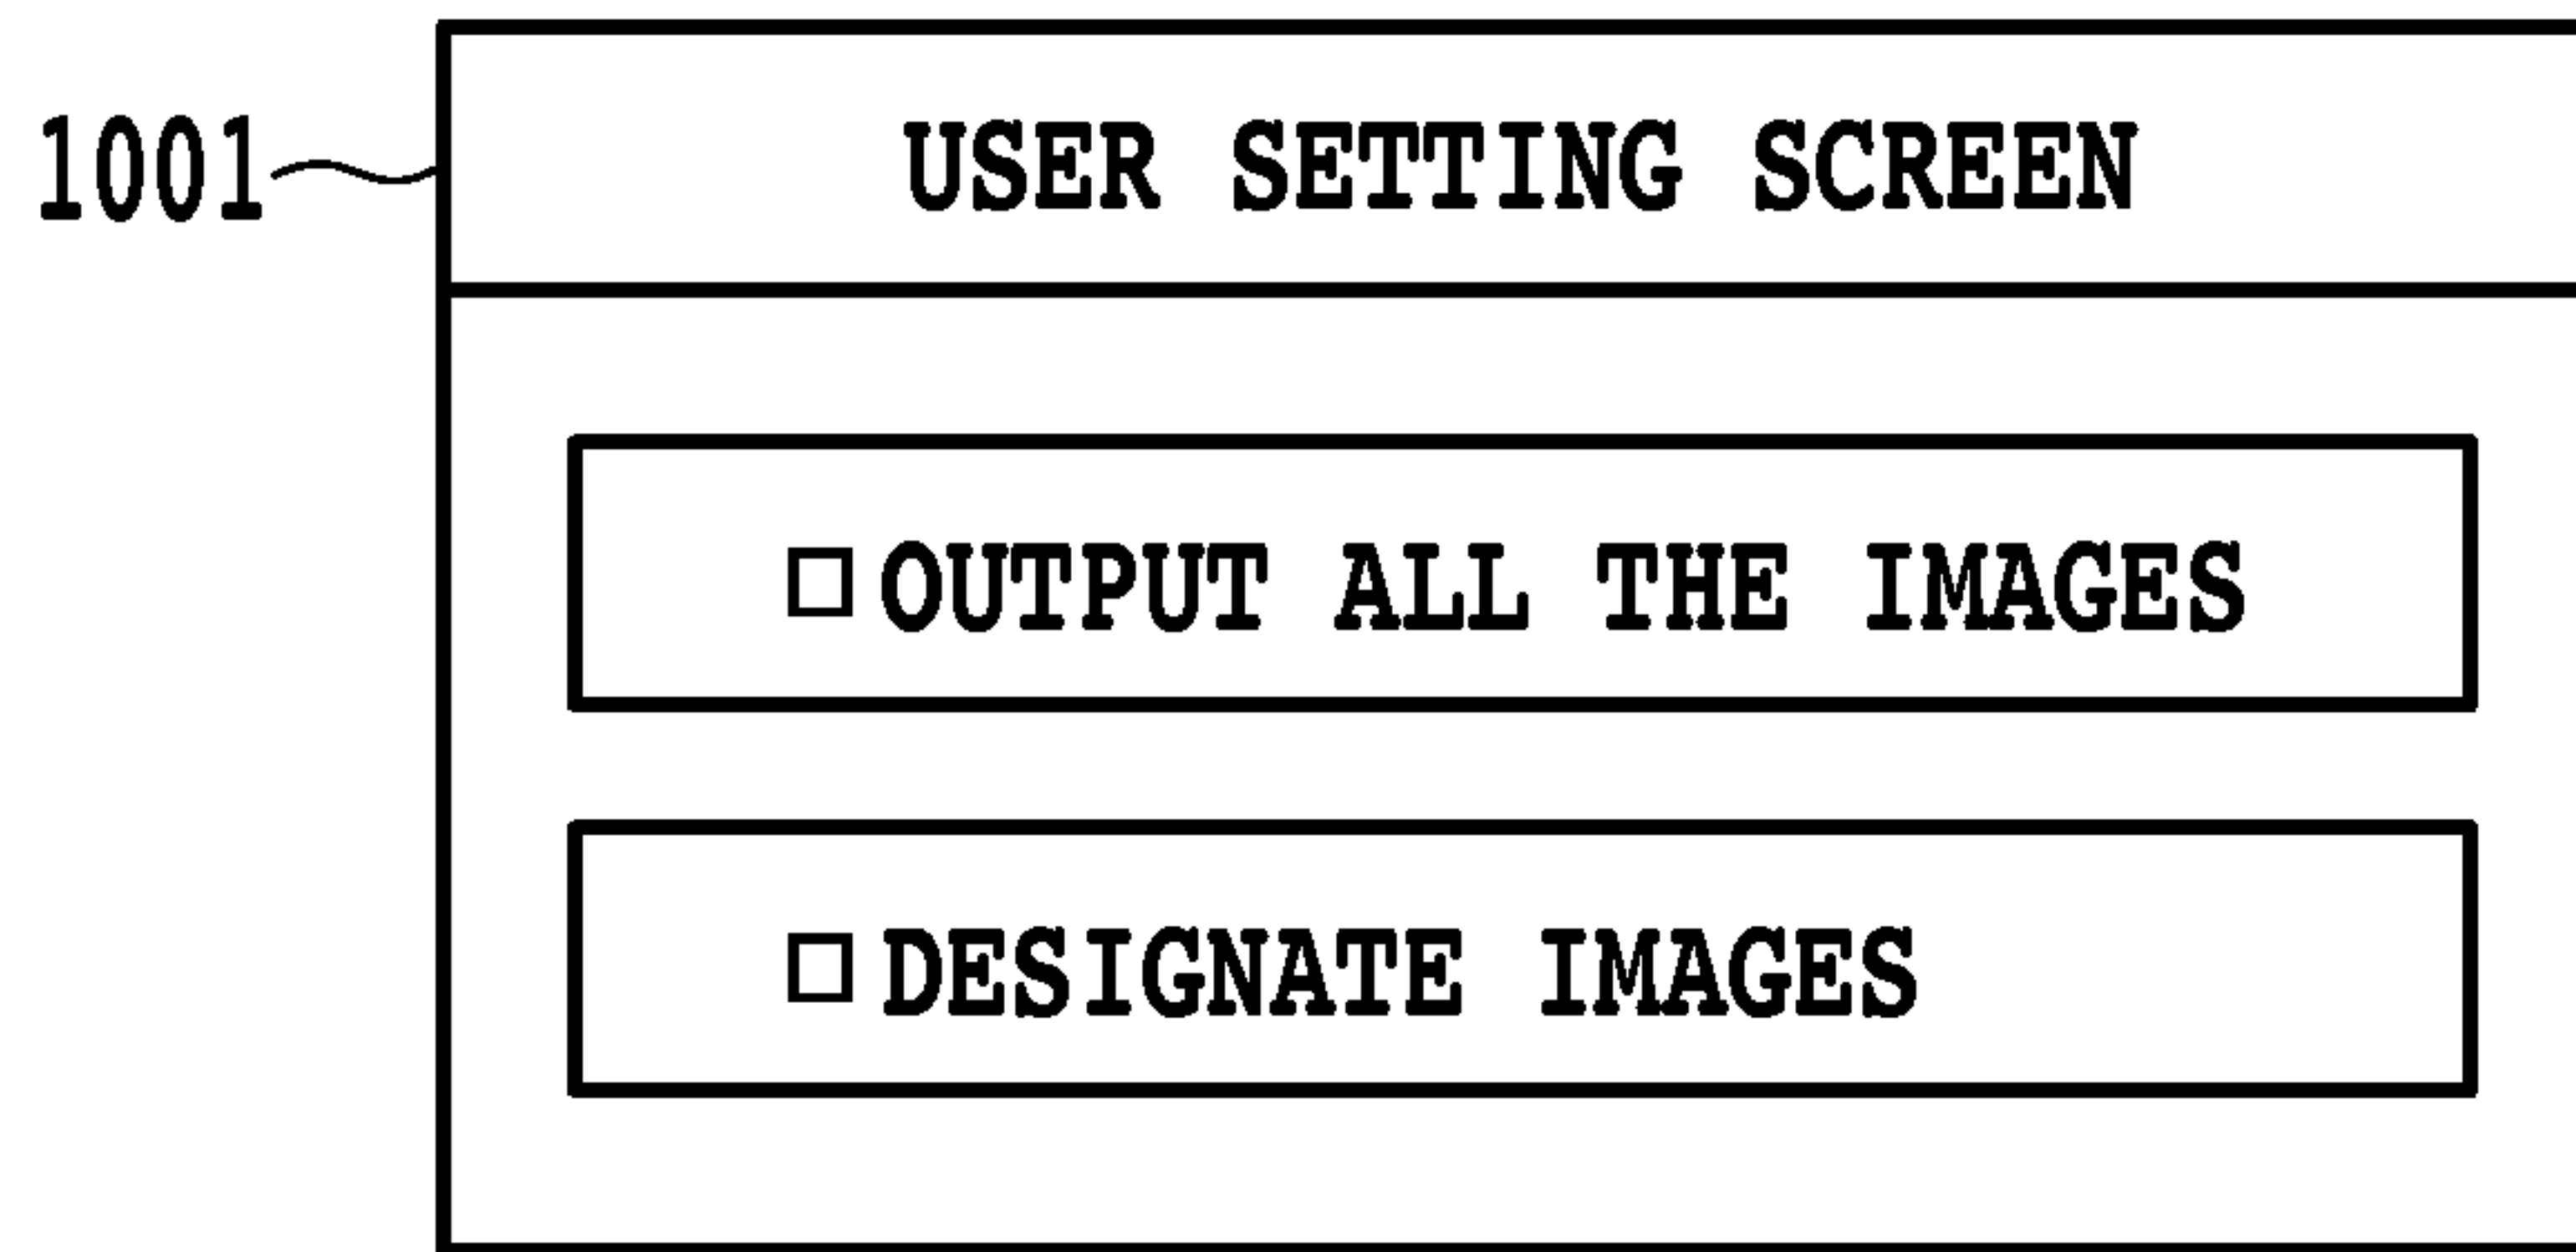 1001
USER SETTING SCREEN
□OUTPUT ALL THE IMAGES
□DESIGNATE IMAGES